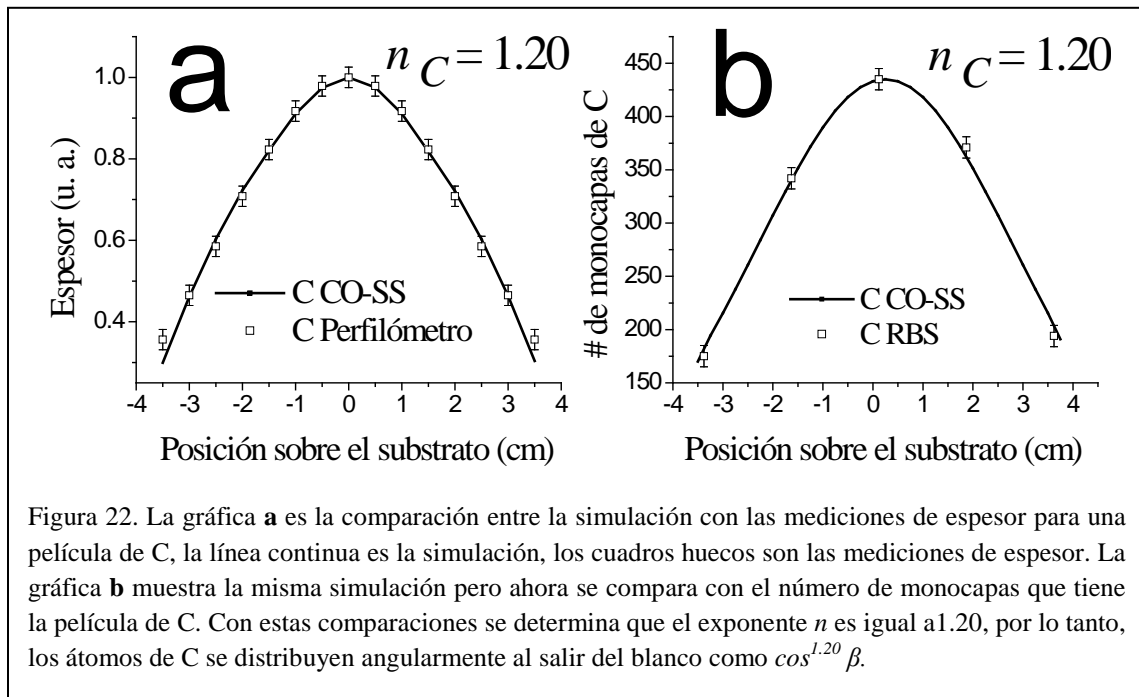 a
n C = 1.20
1.0
0.8
0.6
0.4
Espesor (u. a.)
C CO-SS
C Perfilómetro
-4 -3 -2 -1 0 1 2 3 4
Posición sobre el substrato (cm)
b
n C = 1.20
450
400
350
300
250
200
150
# de monocapas de C
C CO-SS
C RBS
-4 -3 -2 -1 0 1 2 3 4
Posición sobre el substrato (cm)
Figura 22. La gráfica a es la comparación entre la simulación con las mediciones de espesor para una
película de C, la línea continua es la simulación, los cuadros huecos son las mediciones de espesor. La
gráfica b muestra la misma simulación pero ahora se compara con el número de monocapas que tiene
la película de C. Con estas comparaciones se determina que el exponente n es igual a1.20, por lo tanto,
los átomos de C se distribuyen angularmente al salir del blanco como cos^1.20 β.